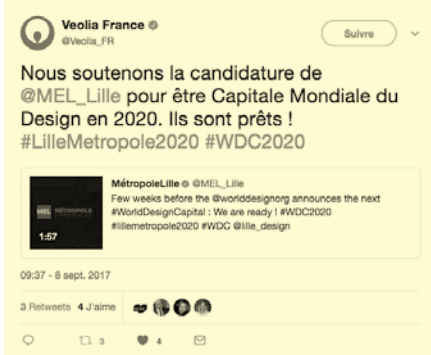 Veolia France
@Veolia_FR
Suivre
Nous soutenons la candidature de
@MEL_Lille pour être Capitale Mondiale du
Design en 2020. Ils sont prêts !
#LilleMetropole2020 #WDC2020
MétropoleLille @MEL_Lille
Few weeks before the @worlddesignorg announces the next
#WorldDesignCapital : We are ready ! #WDC2020
#lillemetropole2020 #WDC @lille_design
MEL MÉTROPOLE
1:57
09:37 - 8 sept. 2017
3 Retweets 4 J'aime
3 4